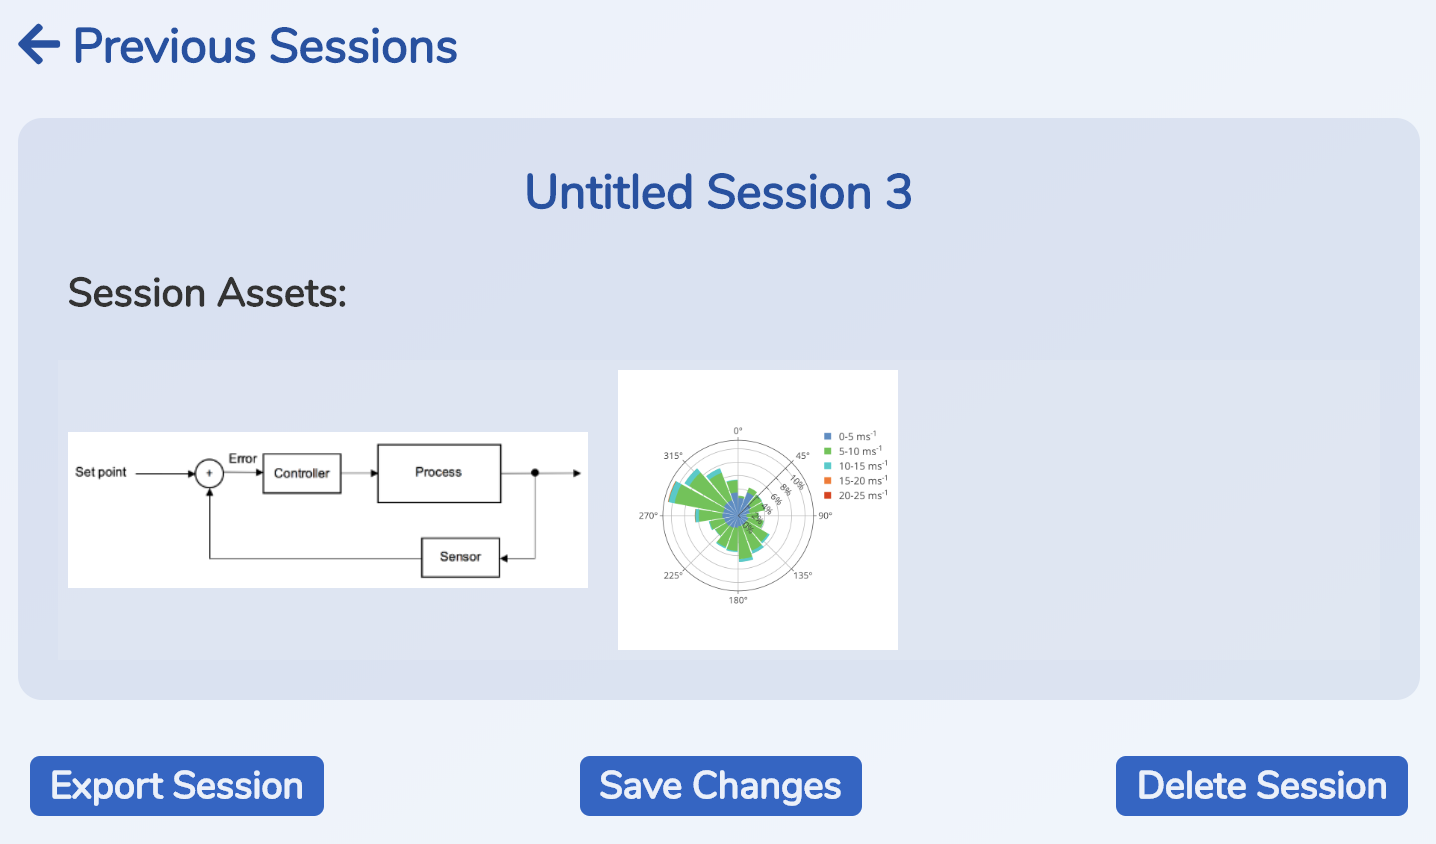 Previous Sessions
Untitled Session 3
Session Assets:
Set point
+
Error
Controller
Process
Sensor
0°
45°
90°
135°
180°
225°
270°
315°
0%
2%
4%
6%
8%
10%
0-5 ms-1
5-10 ms-1
10-15 ms-1
15-20 ms-1
20-25 ms-1
Export Session
Save Changes
Delete Session